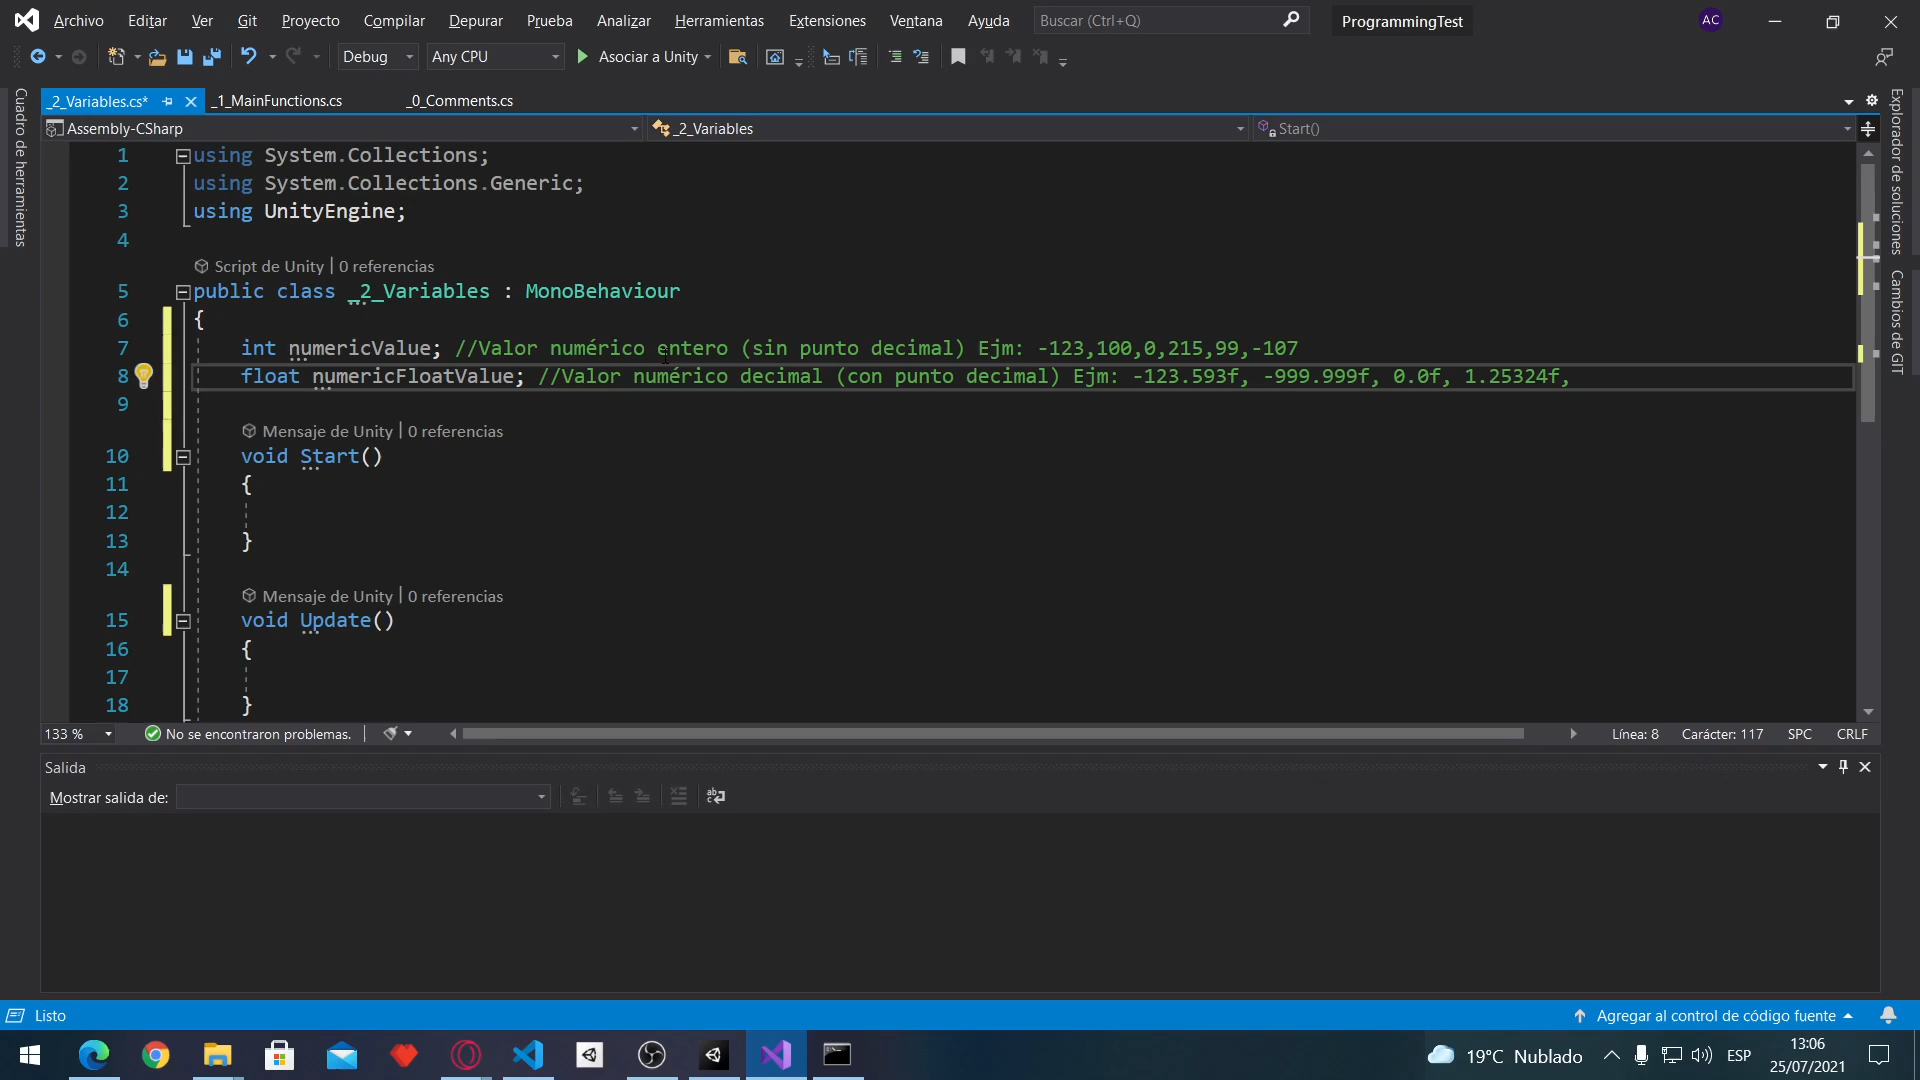 Archivo Editar Ver Git Proyecto Compilar Depurar Prueba Analizar Herramientas Extensiones Ventana Ayuda Buscar (Ctrl+Q) ProgrammingTest AC
Debug Any CPU Asociar a Unity
_2_Variables.cs* _1_MainFunctions.cs _0_Comments.cs
Assembly-CSharp _2_Variables Start()
Cuadro de herramientas
Explorador de soluciones
Cambios de GIT
1 using System.Collections;
2 using System.Collections.Generic;
3 using UnityEngine;
4
Script de Unity | 0 referencias
5 public class _2_Variables : MonoBehaviour
6 {
7 int numericValue; //Valor numérico entero (sin punto decimal) Ejm: -123,100,0,215,99,-107
8 float numericFloatValue; //Valor numérico decimal (con punto decimal) Ejm: -123.593f, -999.999f, 0.0f, 1.25324f,
9
Mensaje de Unity | 0 referencias
10 void Start()
11 {
12
13 }
14
Mensaje de Unity | 0 referencias
15 void Update()
16 {
17
18 }
133 % No se encontraron problemas. Línea: 8 Carácter: 117 SPC CRLF
Salida
Mostrar salida de:
Listo Agregar al control de código fuente
19°C Nublado ESP 13:06
25/07/2021